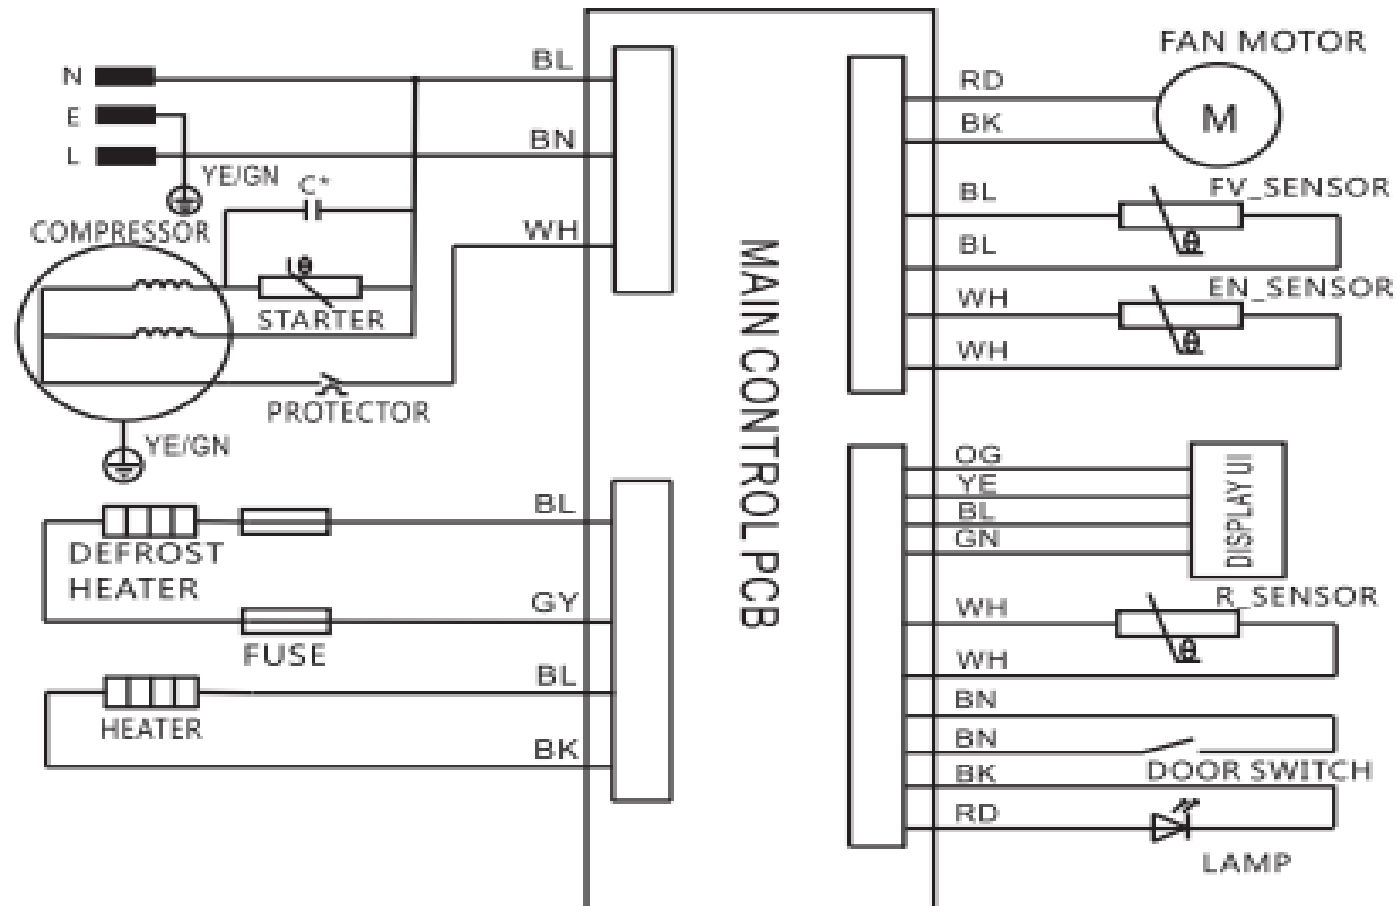 FAN MOTOR
N
BL
RD
M
E
BK
L
BN
YE/GN
C*
BL
FV_SENSOR
COMPRESSOR
WH
θ
BL
ιθ
EN_SENSOR
WH
STARTER
θ
WH
PROTECTOR
MAIN CONTROL PCB
YE/GN
OG
YE
BL
GN
DISPLAY UI
BL
DEFROST
HEATER
GY
WH
R_SENSOR
FUSE
θ
WH
BL
BN
HEATER
BK
BN
DOOR SWITCH
BK
RD
LAMP